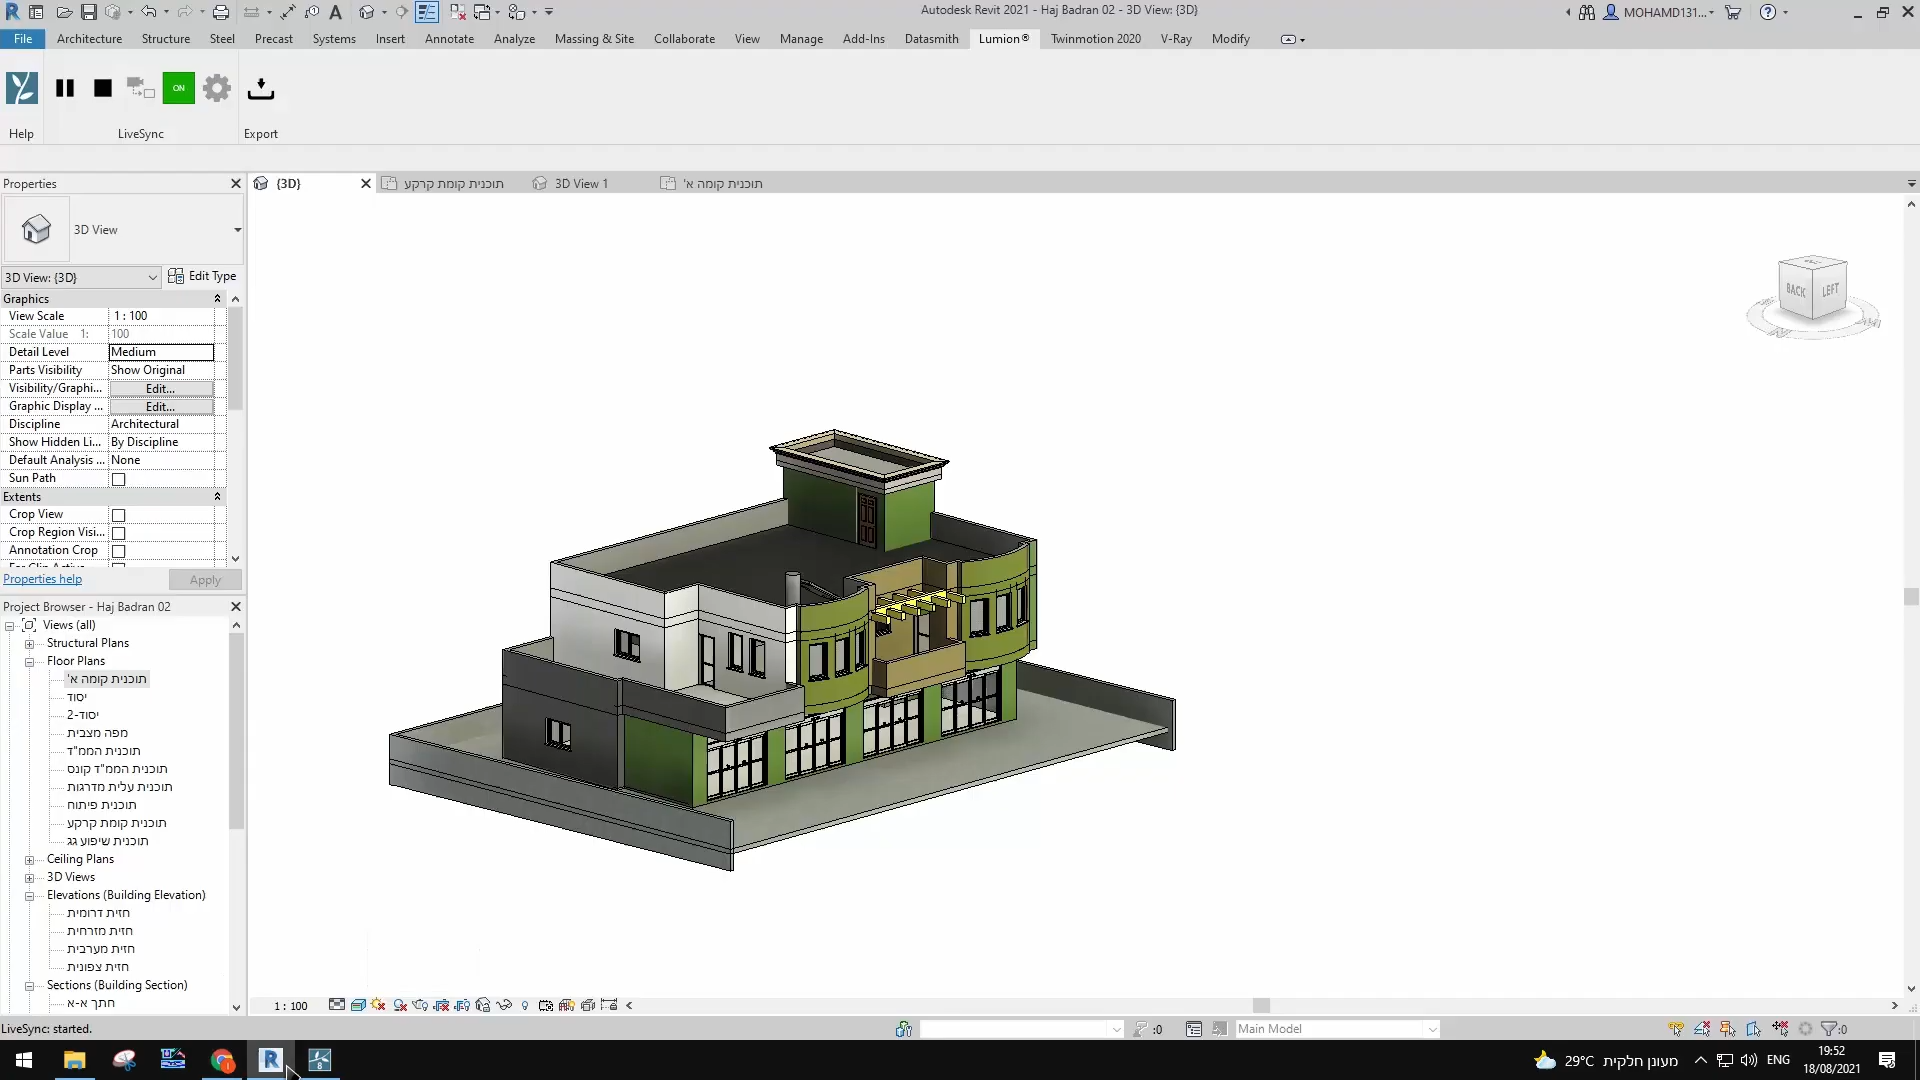 Autodesk Revit 2021 - Haj Badran 02 - 3D View: {3D}
MOHAMD131...
File Architecture Structure Steel Precast Systems Insert Annotate Analyze Massing & Site Collaborate View Manage Add-Ins Datasmith Lumion® Twinmotion 2020 V-Ray Modify
ON
Help
LiveSync
Export
Properties
{3D}
תוכנית קומת קרקע
3D View 1
תוכנית קומה א'
3D View
3D View: {3D}
Edit Type
Graphics
View Scale 1 : 100
Scale Value 1: 100
Detail Level Medium
Parts Visibility Show Original
Visibility/Graphi... Edit...
Graphic Display ... Edit...
Discipline Architectural
Show Hidden Li... By Discipline
Default Analysis ... None
Sun Path
Extents
Crop View
Crop Region Visi...
Annotation Crop
Properties help
Apply
BACK
LEFT
Project Browser - Haj Badran 02
Views (all)
Structural Plans
Floor Plans
תוכנית קומה א'
יסוד
יסוד-2
מפה מצבית
תוכנית הממ"ד
תוכנית הממ"ד קונס
תוכנית עלית מדרגות
תוכנית פיתוח
תוכנית קומת קרקע
תוכנית שיפוע גג
Ceiling Plans
3D Views
Elevations (Building Elevation)
חזית דרומית
חזית מזרחית
חזית מערבית
חזית צפונית
Sections (Building Section)
חתך א-א
1 : 100
LiveSync: started.
:0
Main Model
:0
29°C מעונן חלקית
ENG
19:52
18/08/2021